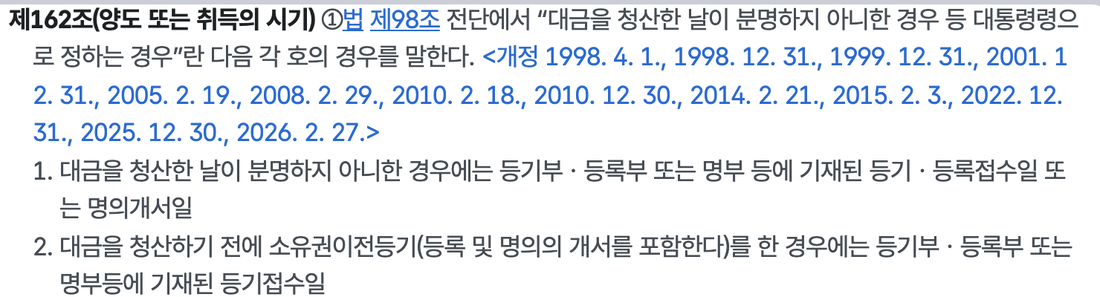 제162조(양도 또는 취득의 시기) ①법 제98조 전단에서 “대금을 청산한 날이 분명하지 아니한 경우 등 대통령령으
로 정하는 경우”란 다음 각 호의 경우를 말한다. <개정 1998. 4. 1., 1998. 12. 31., 1999. 12. 31., 2001. 1
2. 31., 2005. 2. 19., 2008. 2. 29., 2010. 2. 18., 2010. 12. 30., 2014. 2. 21., 2015. 2. 3., 2022. 12.
31., 2025. 12. 30., 2026. 2. 27.>
1. 대금을 청산한 날이 분명하지 아니한 경우에는 등기부ㆍ등록부 또는 명부 등에 기재된 등기ㆍ등록접수일 또
는 명의개서일
2. 대금을 청산하기 전에 소유권이전등기(등록 및 명의의 개서를 포함한다)를 한 경우에는 등기부ㆍ등록부 또는
명부등에 기재된 등기접수일